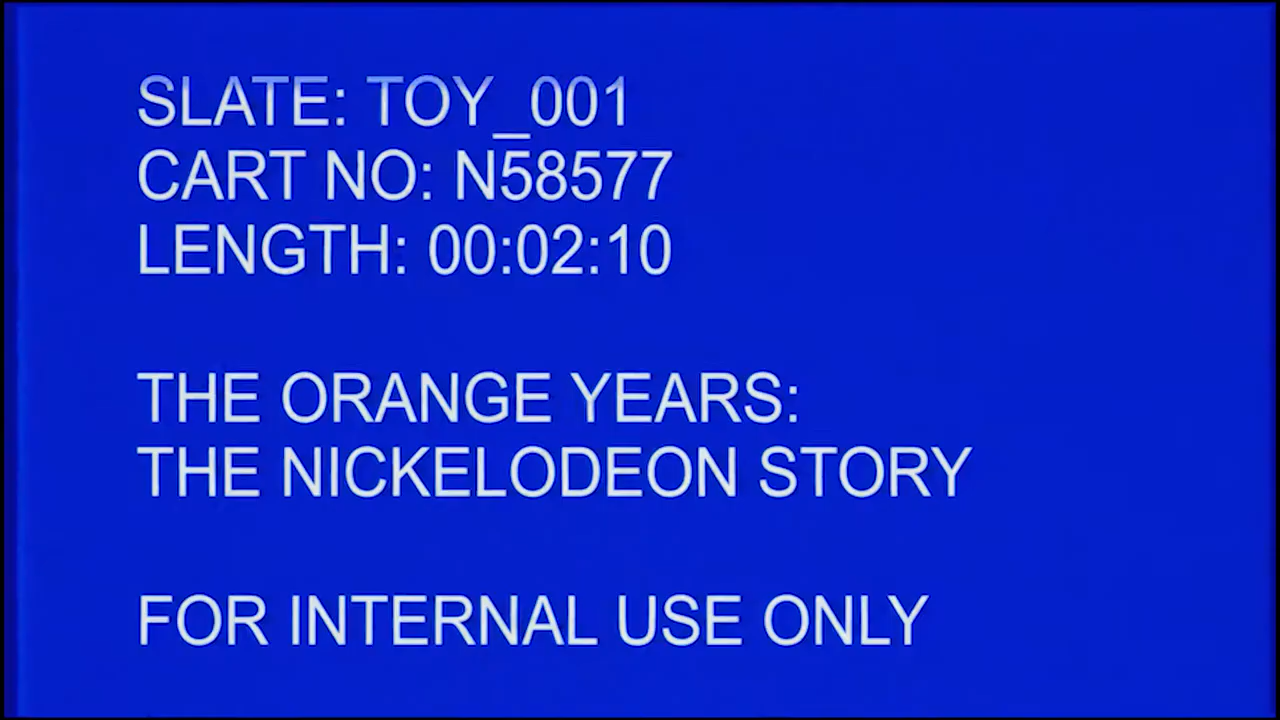 SLATE: TOY_001
CART NO: N58577
LENGTH: 00:02:10
THE ORANGE YEARS:
THE NICKELODEON STORY
FOR INTERNAL USE ONLY